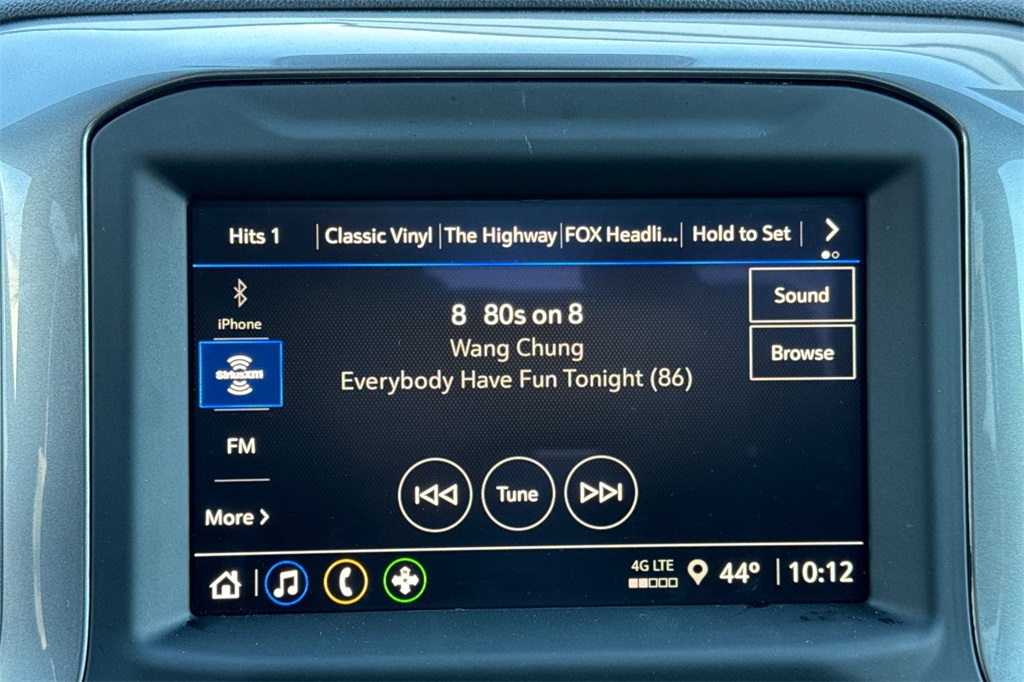 Hits 1 Classic Vinyl The Highway FOX Headli... Hold to Set
iPhone
SiriusXM
FM
More
8 80s on 8
Wang Chung
Everybody Have Fun Tonight (86)
Sound
Browse
Tune
4G LTE
44°
10:12